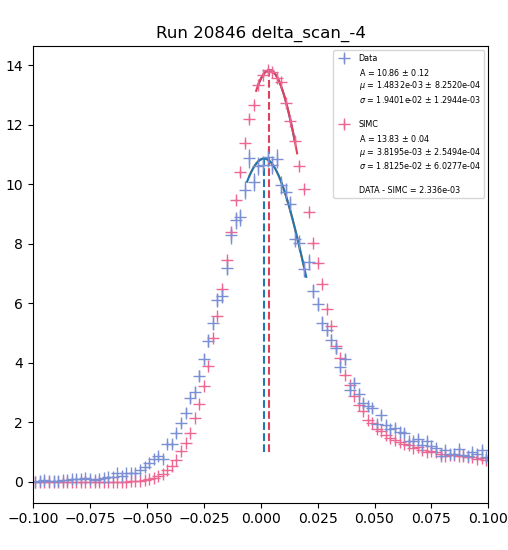 Run 20846 delta_scan_-4
Data
A = 10.86 ± 0.12
μ = 1.4832e-03 ± 8.2520e-04
σ = 1.9401e-02 ± 1.2944e-03
SIMC
A = 13.83 ± 0.04
μ = 3.8195e-03 ± 2.5494e-04
σ = 1.8125e-02 ± 6.0277e-04
DATA - SIMC = 2.336e-03
14
12
10
8
6
4
2
0
−0.100 −0.075 −0.050 −0.025 0.000 0.025 0.050 0.075 0.100